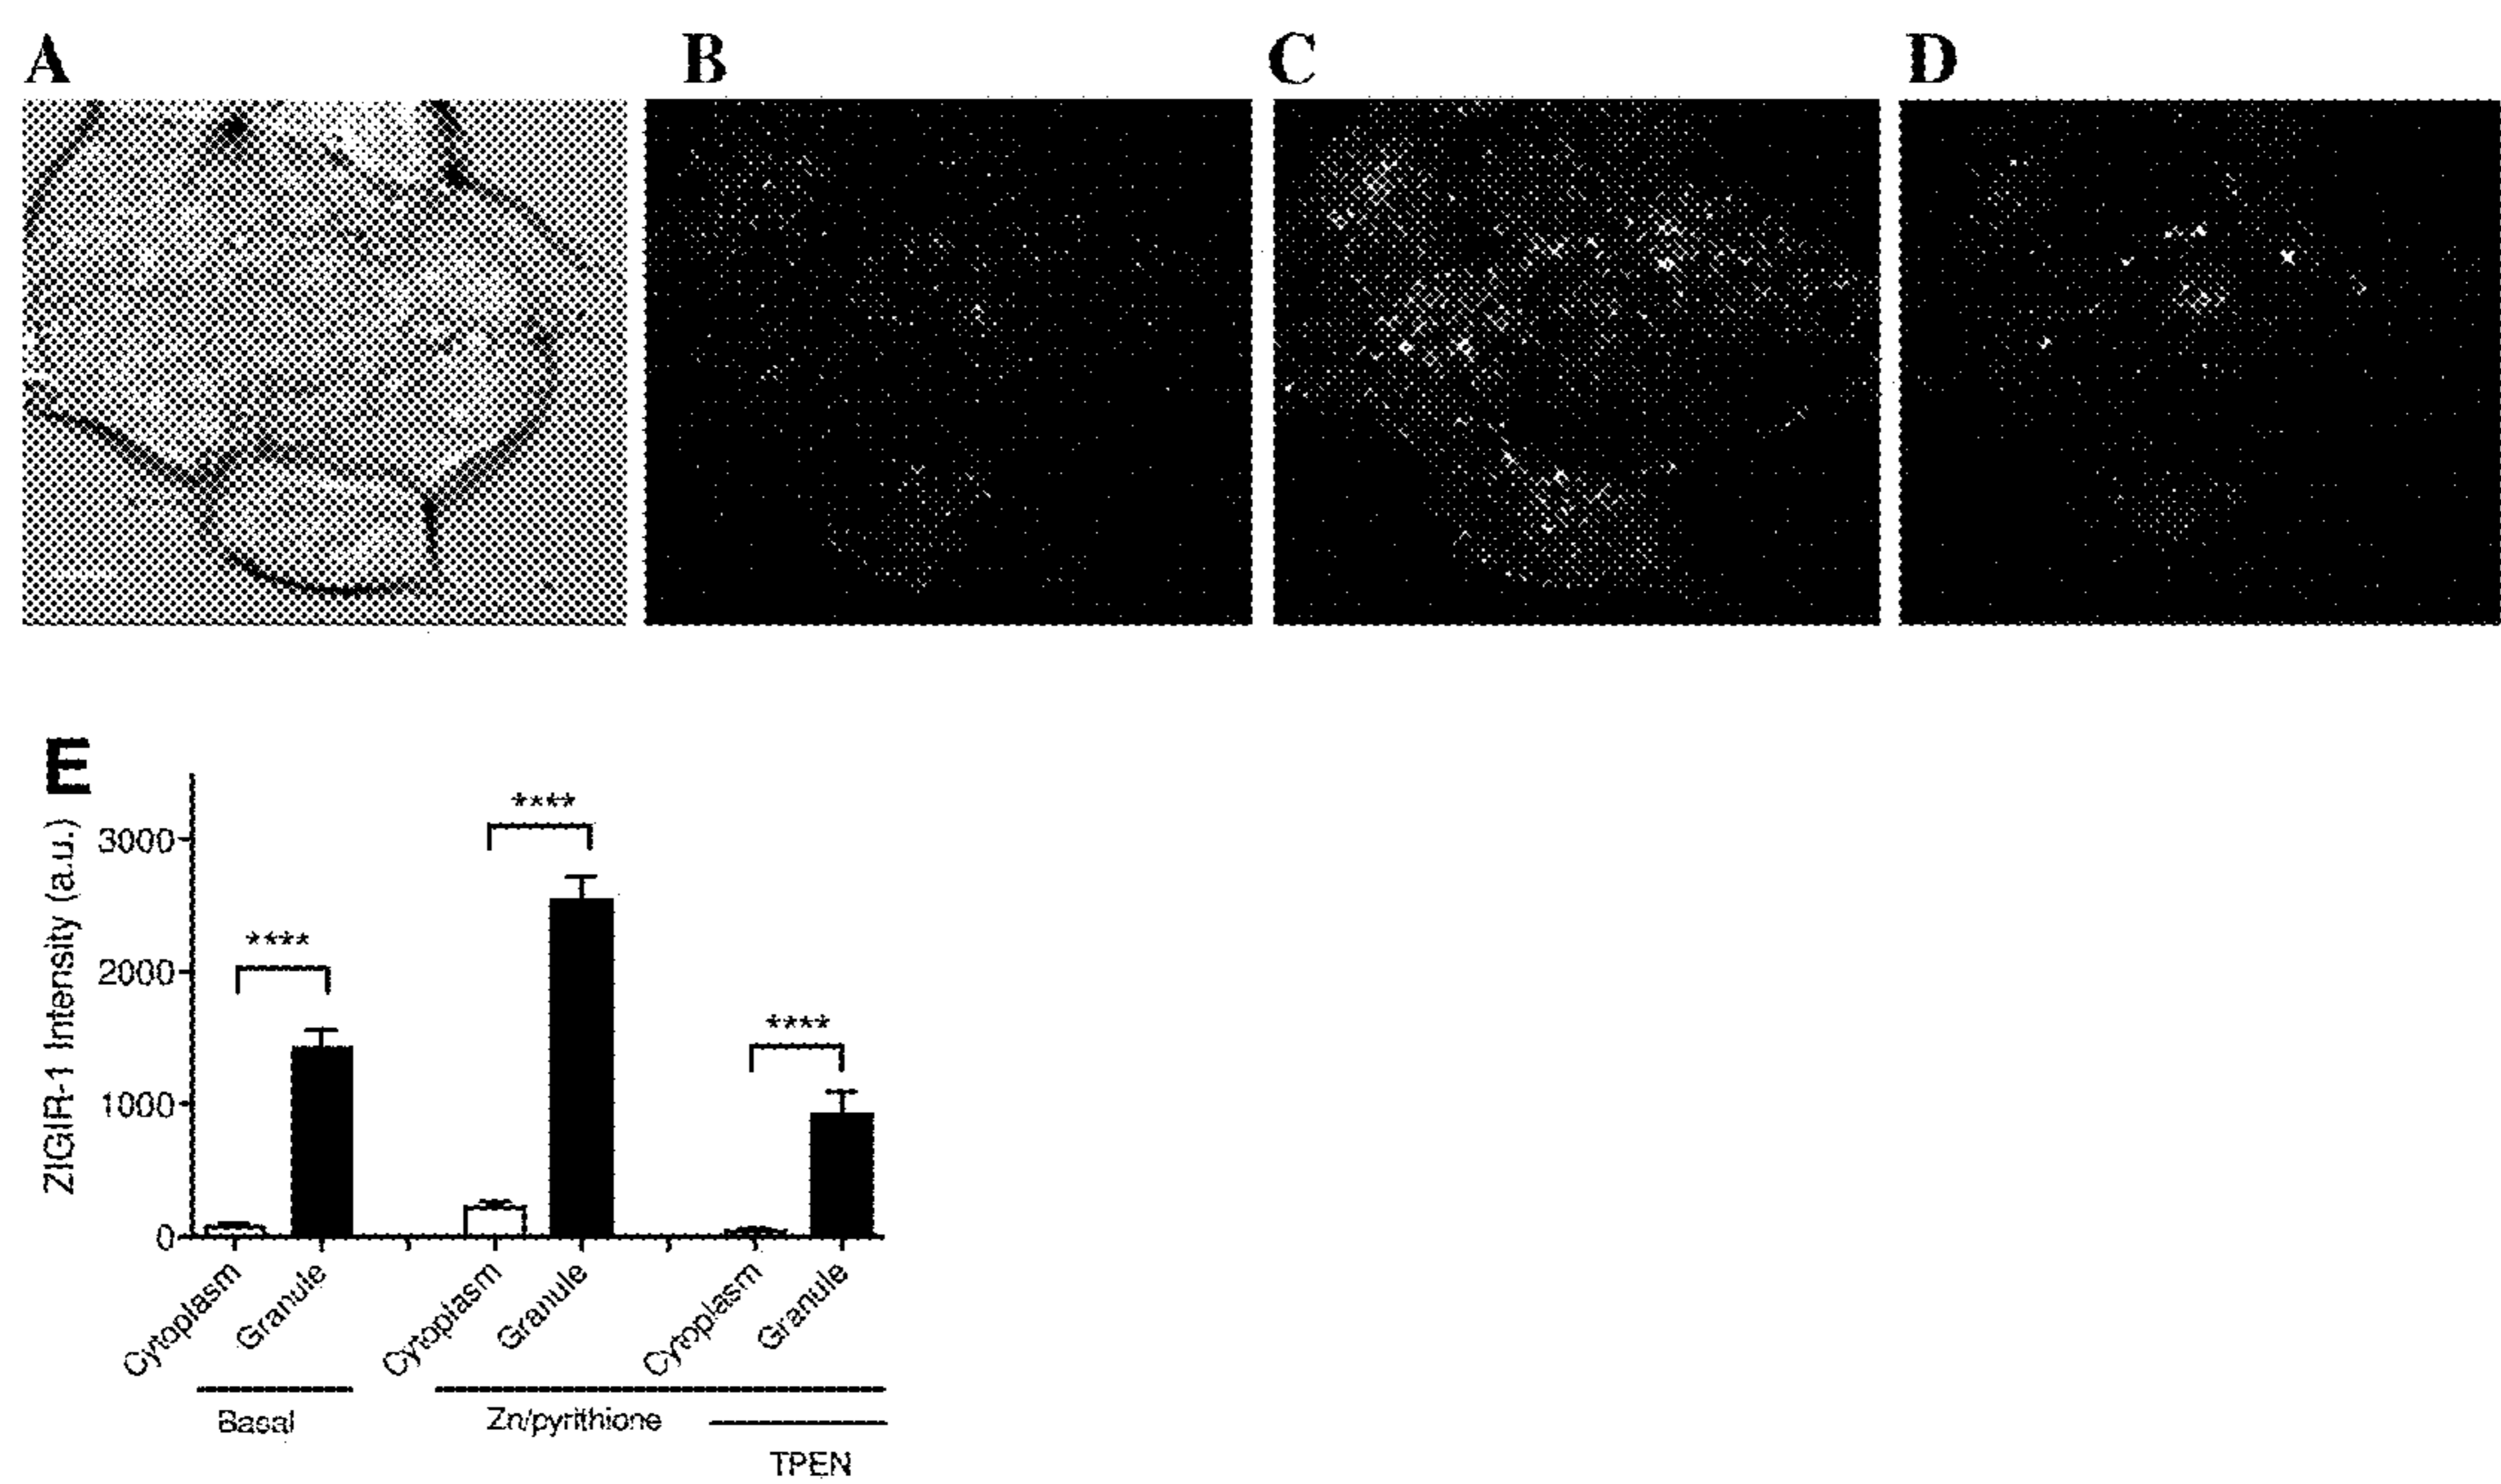 A B C D
E
ZIGIR-1 Intensity (a.u.)
3000
2000
1000
0
****
****
****
Cytoplasm
Granule
Cytoplasm
Granule
Cytoplasm
Granule
Basal
Zn/pyrithione
TPEN